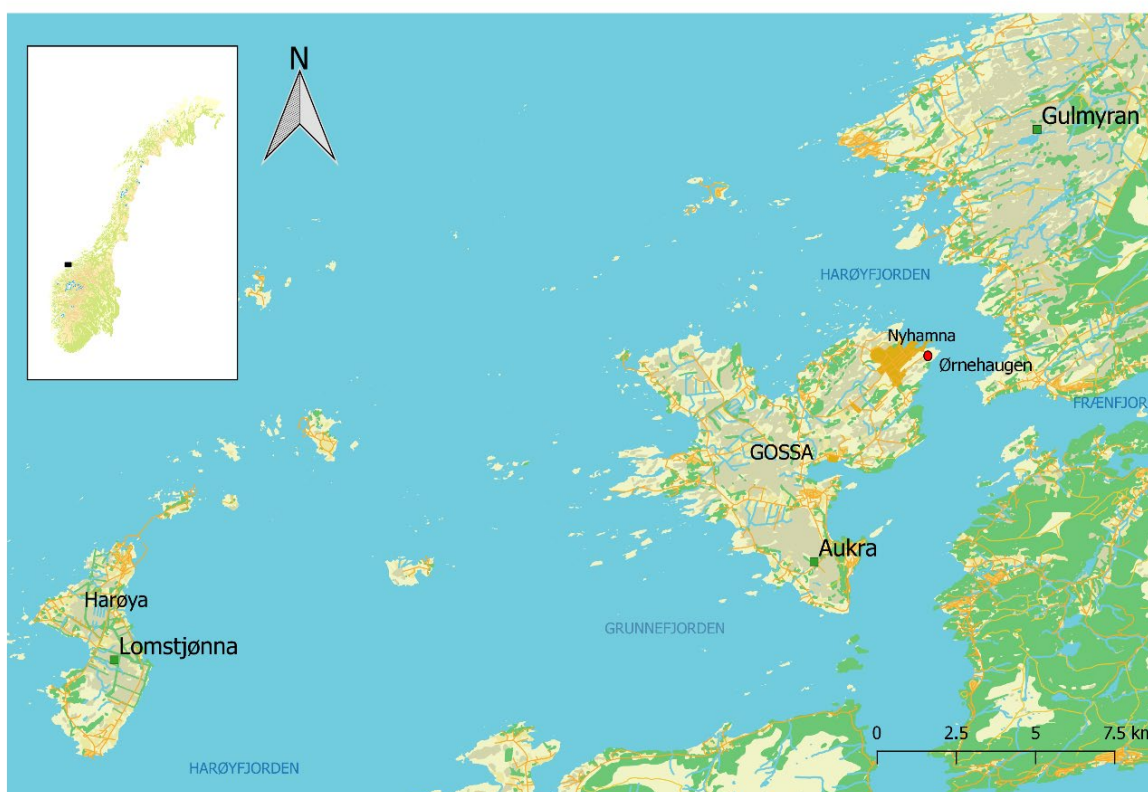 N
Gulmyran
HARØYFJORDEN
Nyhamna
Ørnehaugen
FRÆNFJOR
GOSSA
Aukra
Harøya
GRUNNEFJORDEN
Lomstjønna
0 2.5 5 7.5 km
HARØYFJORDEN